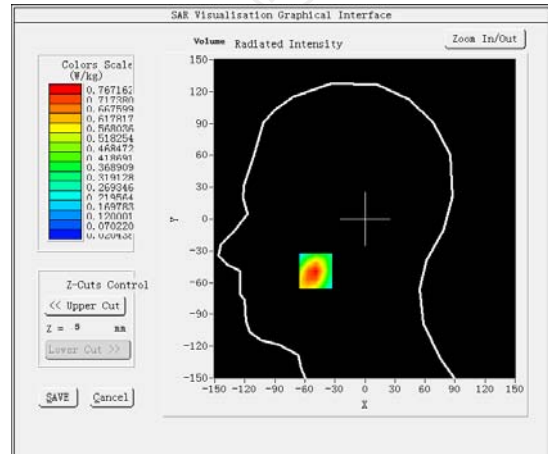 SAR Visualisation Graphical Interface
Volume Radiated Intensity
Zoom In/Out
Colors Scale
(W/kg)
0.767162
0.717380
0.667599
0.617817
0.568036
0.518254
0.468472
0.418691
0.368909
0.319128
0.269346
0.219564
0.169783
0.120001
0.070220
0.020438
Z-Cuts Control
<< Upper Cut
Z = 5 mm
Lower Cut >>
SAVE Cancel
150-
120-
90-
60-
30-
0-
-30-
-60-
-90-
-120-
-150-
Y
-150 -120 -90 -60 -30 0 30 60 90 120 150
X